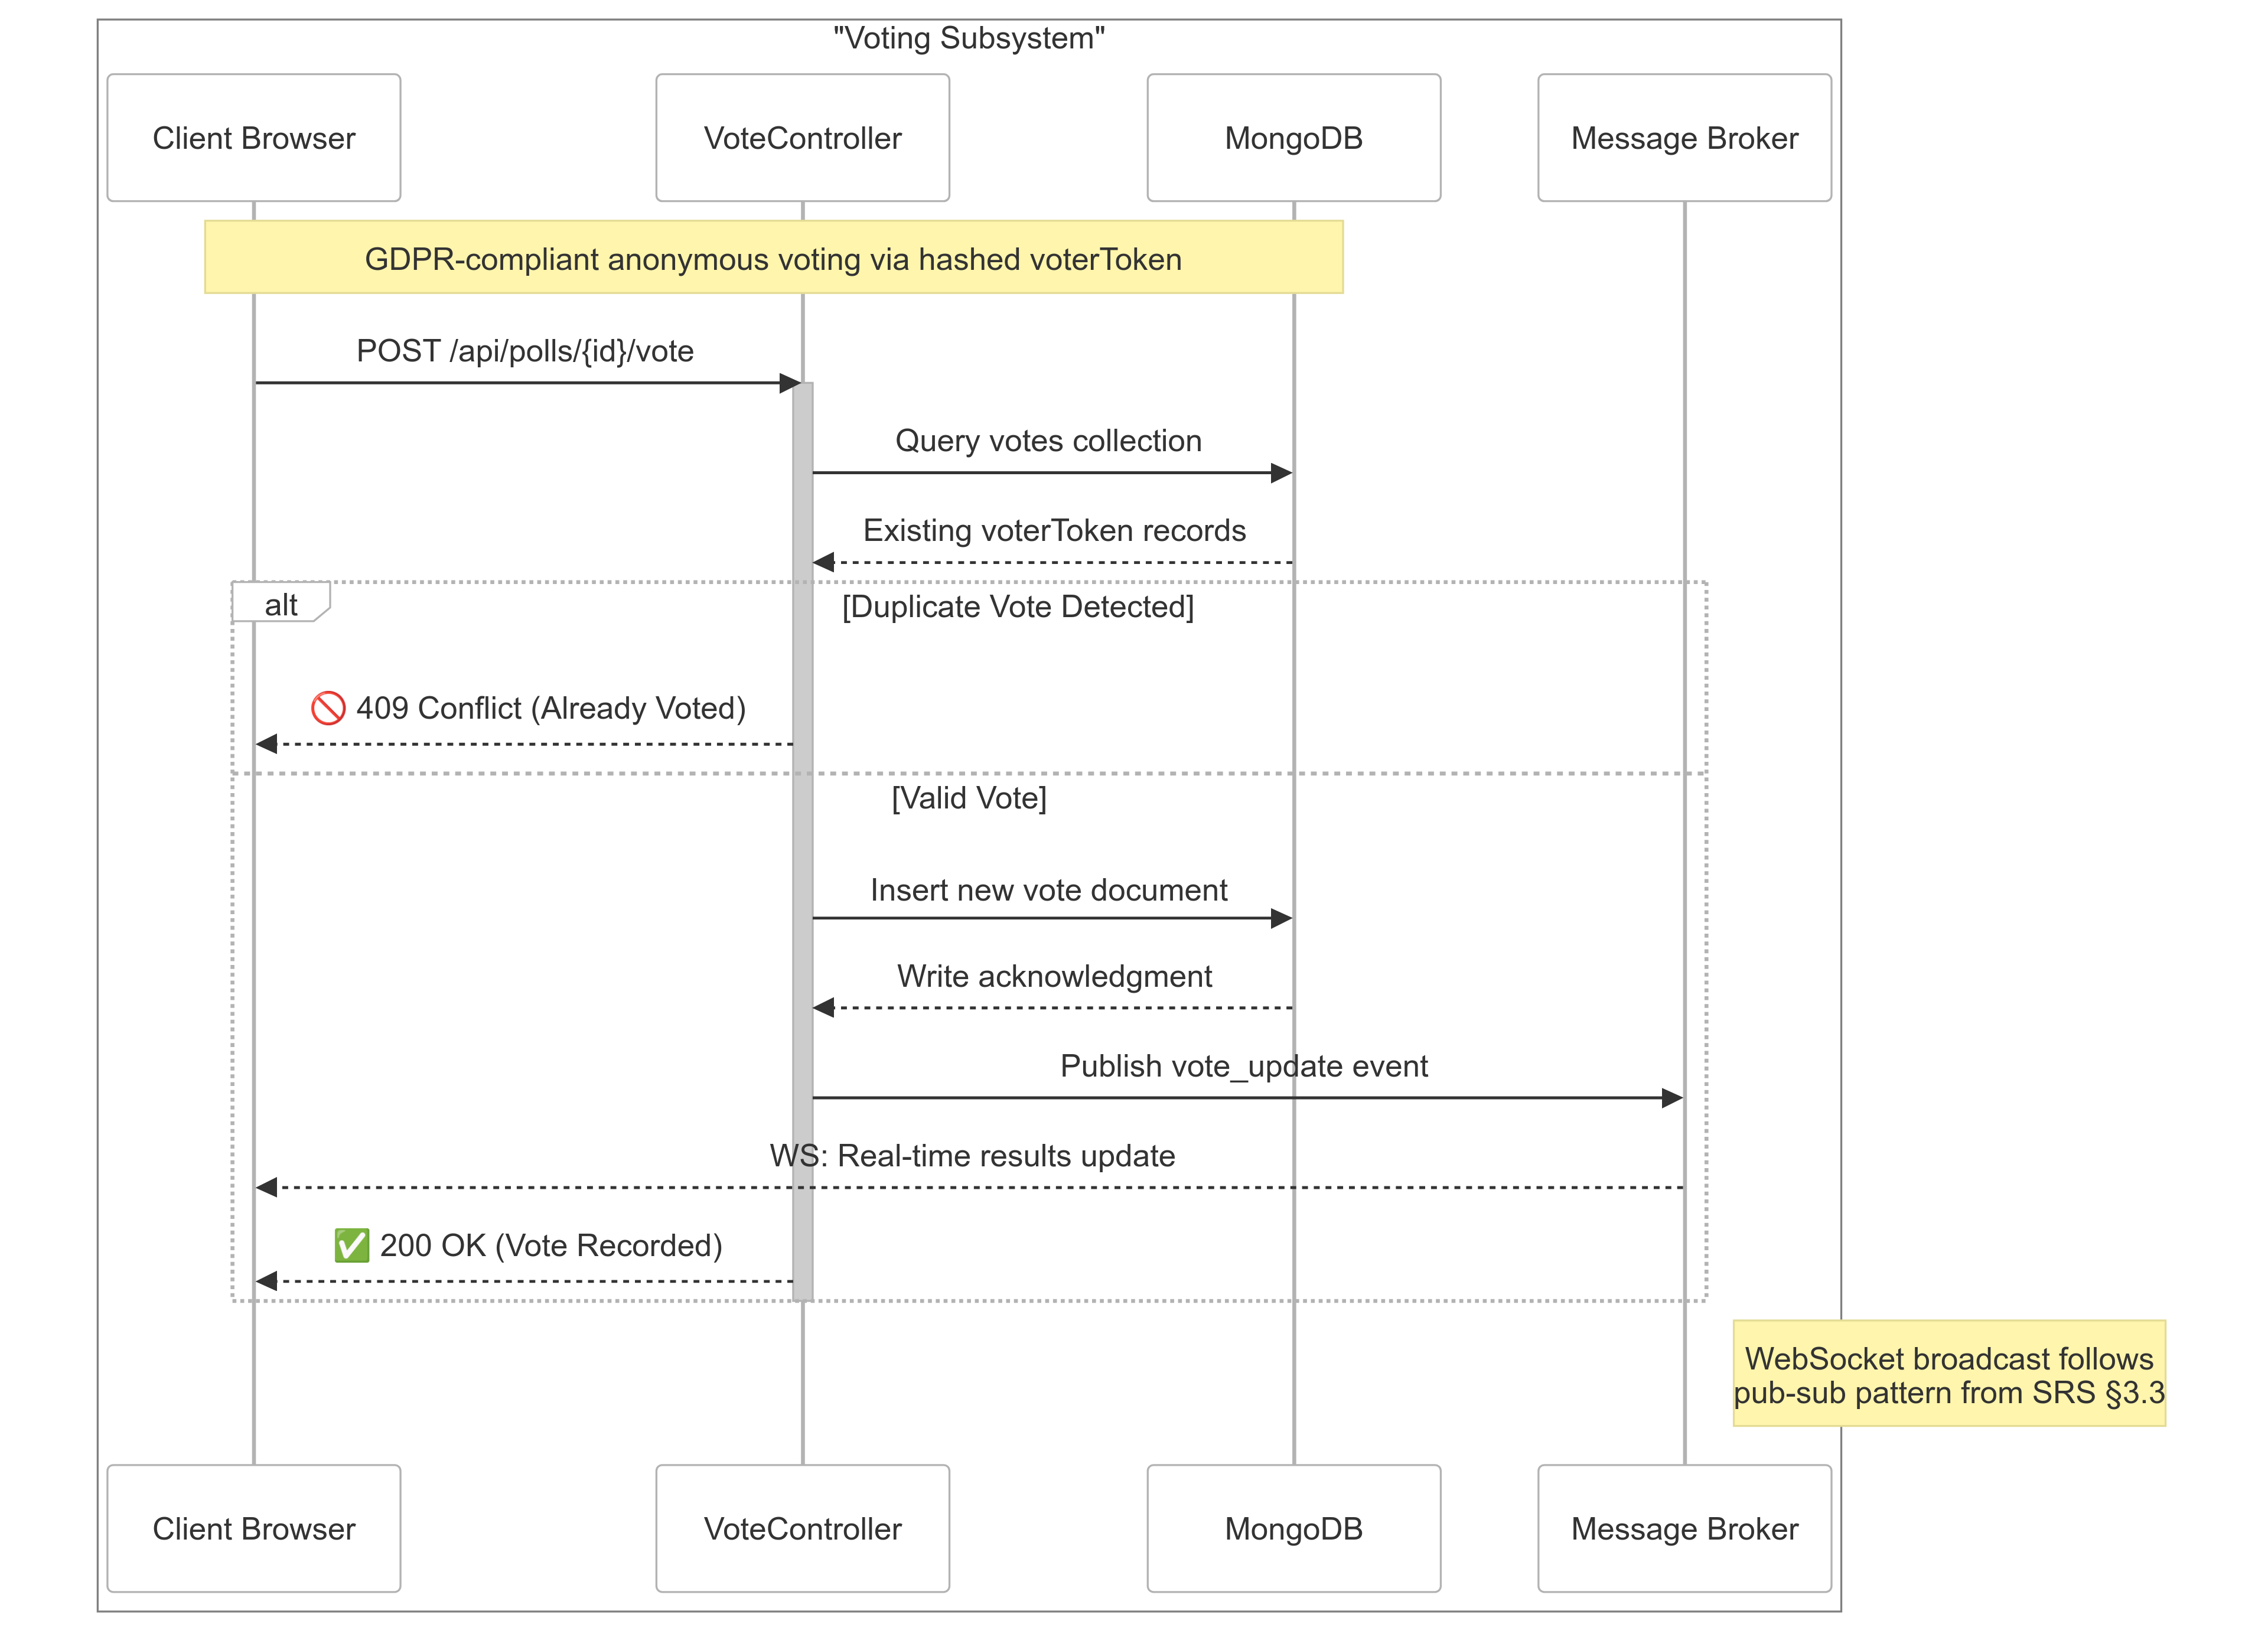 "Voting Subsystem"
Client Browser
VoteController
MongoDB
Message Broker
GDPR-compliant anonymous voting via hashed voterToken
POST /api/polls/{id}/vote
Query votes collection
Existing voterToken records
alt
[Duplicate Vote Detected]
🚫 409 Conflict (Already Voted)
[Valid Vote]
Insert new vote document
Write acknowledgment
Publish vote_update event
WS: Real-time results update
✅ 200 OK (Vote Recorded)
WebSocket broadcast follows
pub-sub pattern from SRS §3.3
Client Browser
VoteController
MongoDB
Message Broker